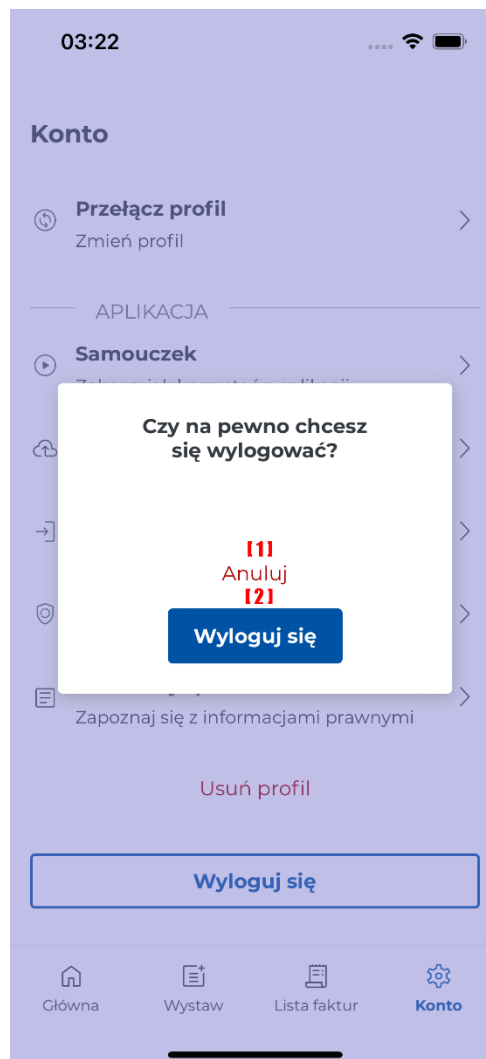 03:22
Konto
Przełącz profil
Zmień profil
APLIKACJA
Samouczek
Czy na pewno chcesz
się wylogować?
[1]
Anuluj
[2]
Wyloguj się
Zapoznaj się z informacjami prawnymi
Usuń profil
Wyloguj się
Główna
Wystaw
Lista faktur
Konto